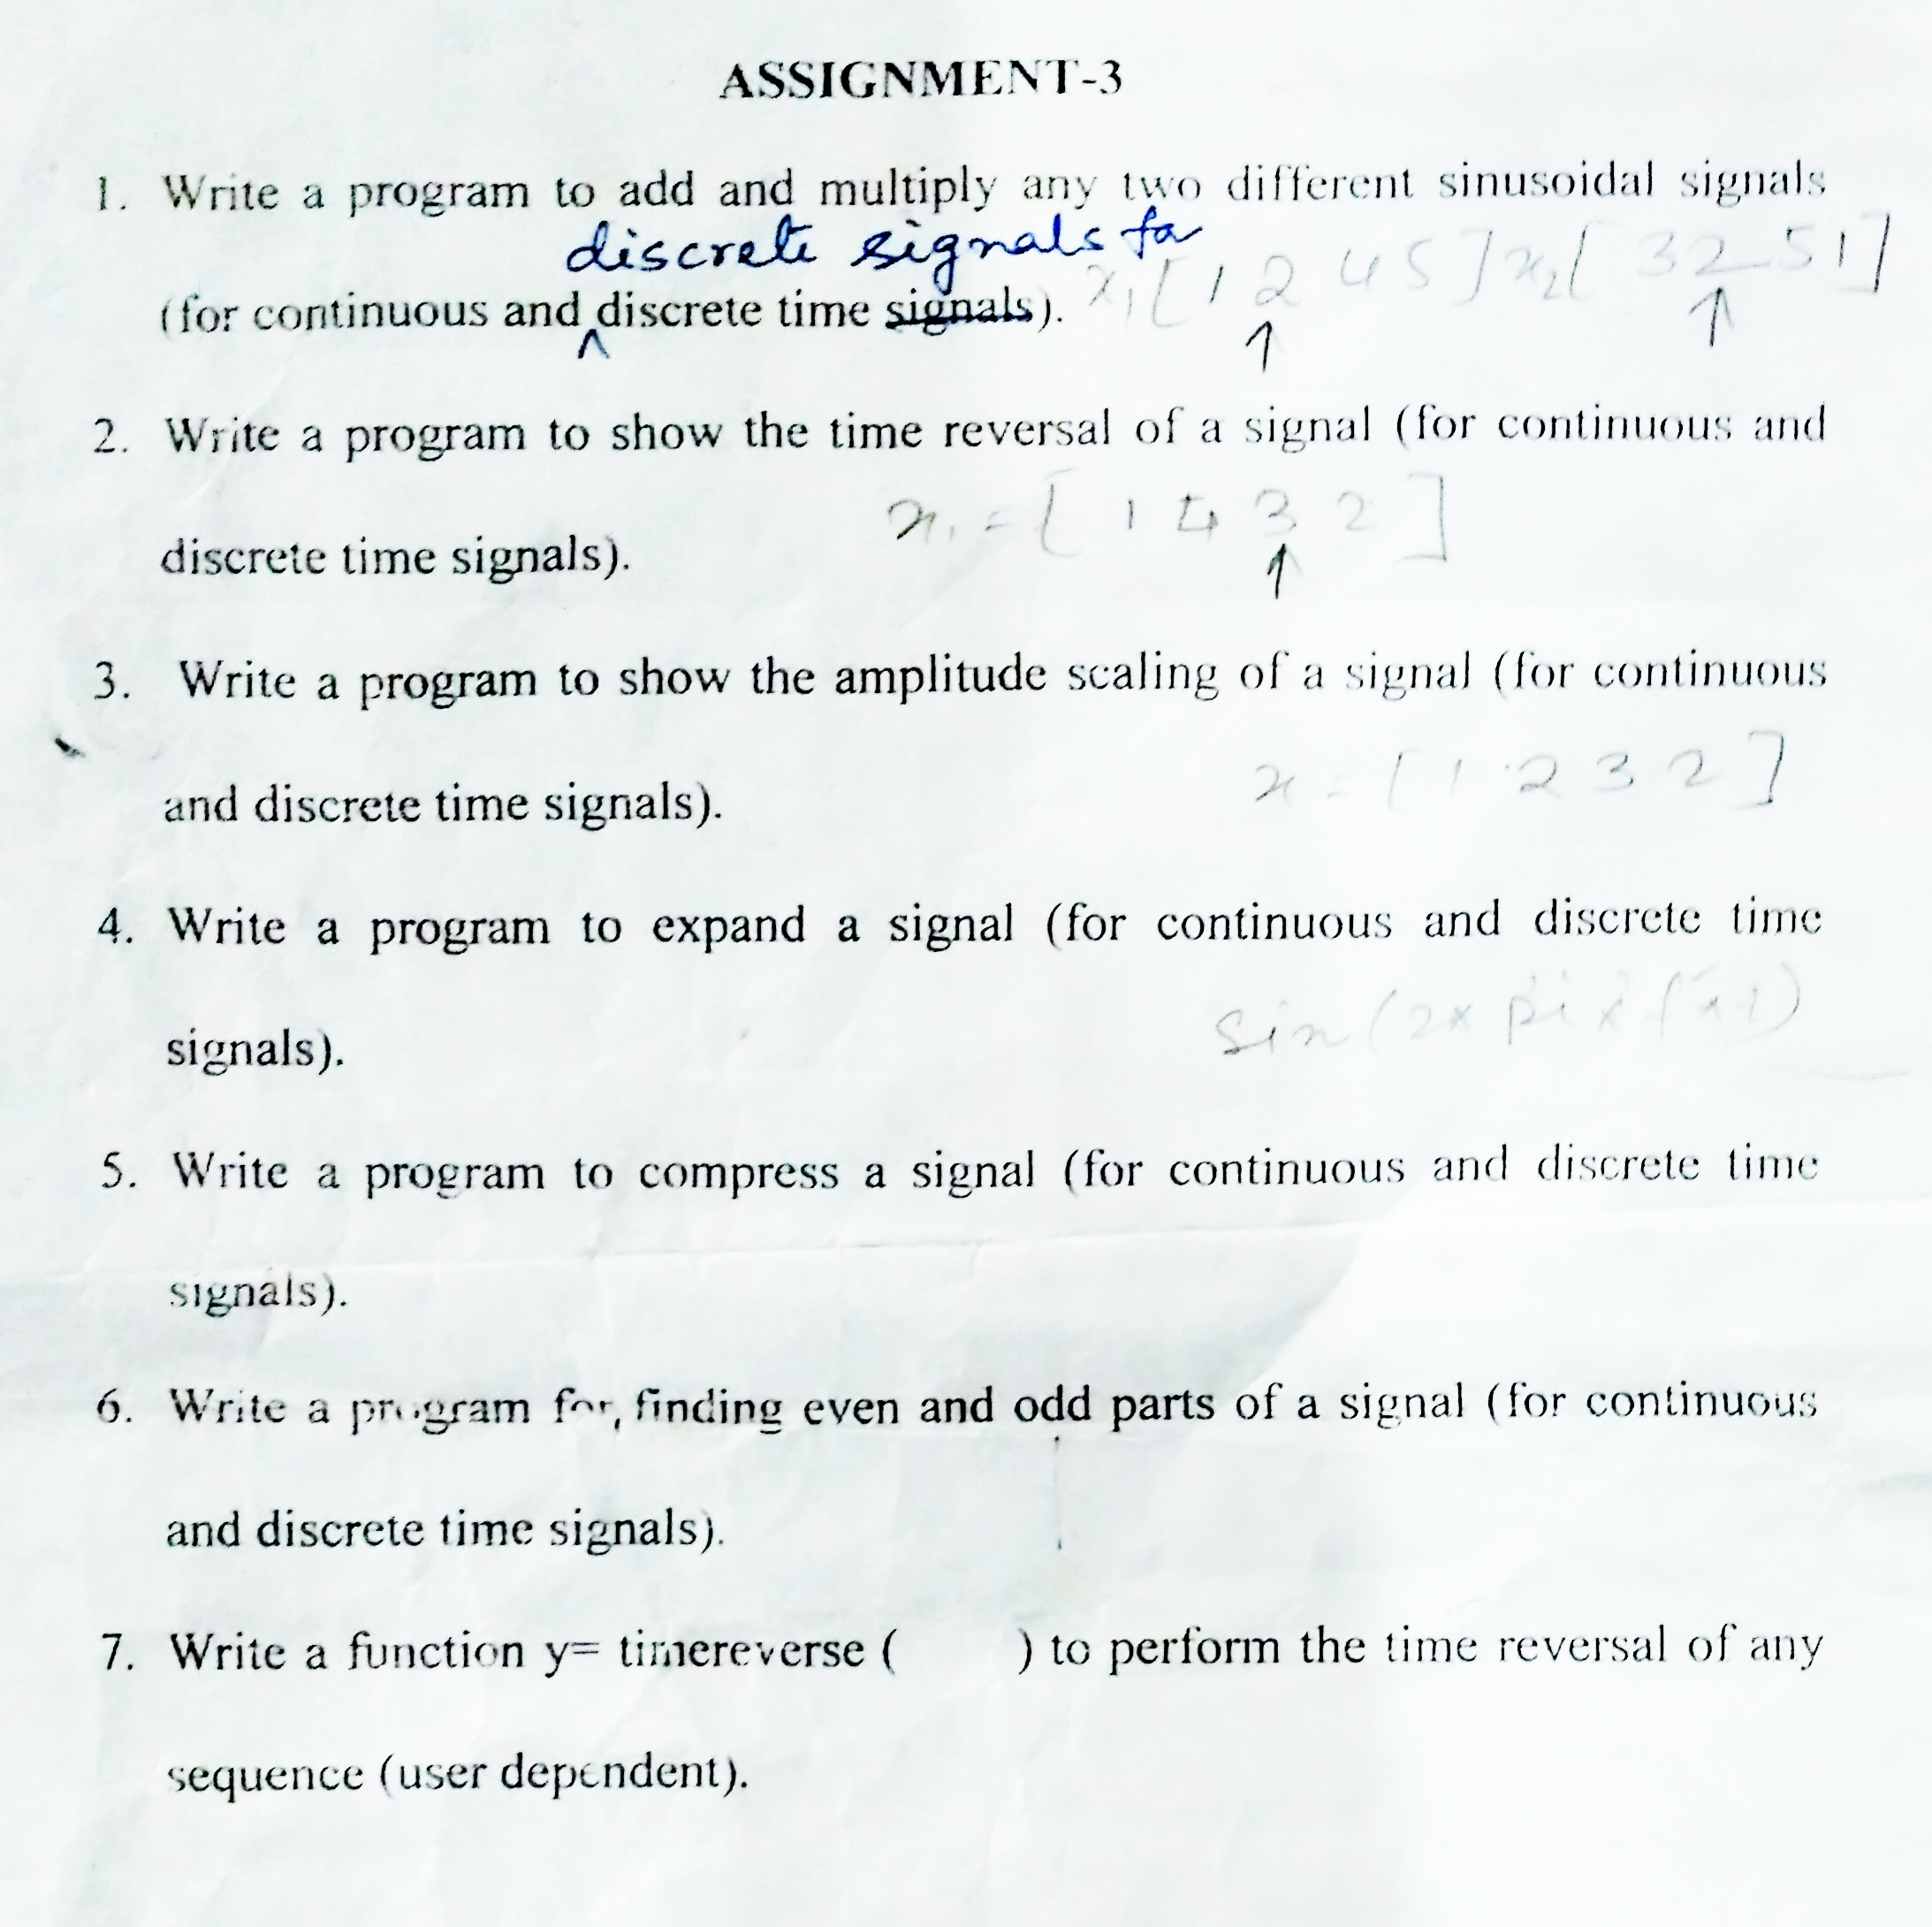 ASSIGNMENT-3
1. Write a program to add and multiply any two different sinusoidal signals
discrete signals
(for continuous and ^ discrete time signals). x₁[ 1 2 4 5 ] x₂[ 3 2 5 1 ]
↑ ↑
2. Write a program to show the time reversal of a signal (for continuous and
x₁ = [ 1 4 3 2 ]
↑
discrete time signals).
3. Write a program to show the amplitude scaling of a signal (for continuous
x = [ 1 2 3 2 ]
and discrete time signals).
4. Write a program to expand a signal (for continuous and discrete time
sin(2x pi x f x t)
signals).
5. Write a program to compress a signal (for continuous and discrete time
signals).
6. Write a program for, finding even and odd parts of a signal (for continuous
and discrete time signals).
7. Write a function y= timereverse ( ) to perform the time reversal of any
sequence (user dependent).